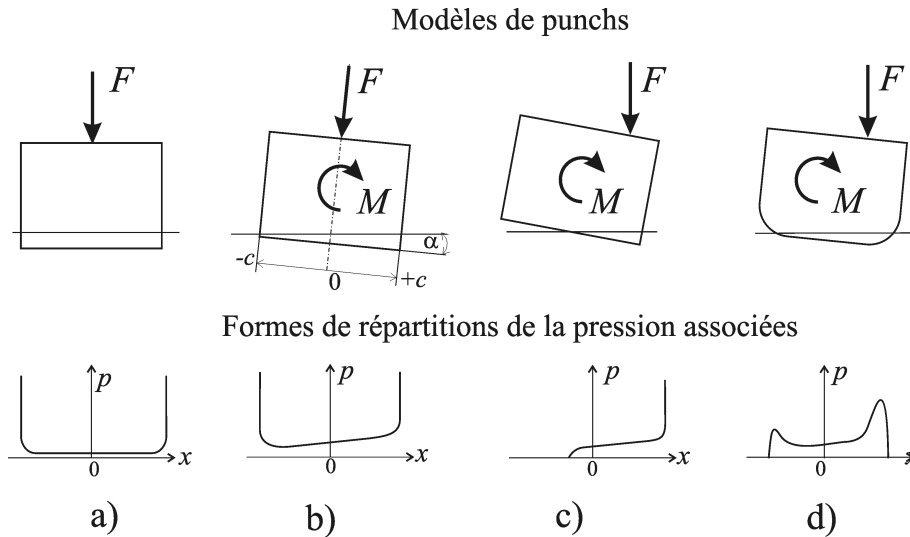 Modèles de punchs
F
F
F
F
M
M
M
α
-c
0
+c
Formes de répartitions de la pression associées
p
p
p
p
x
x
x
0
0
0
0
a)
b)
c)
d)